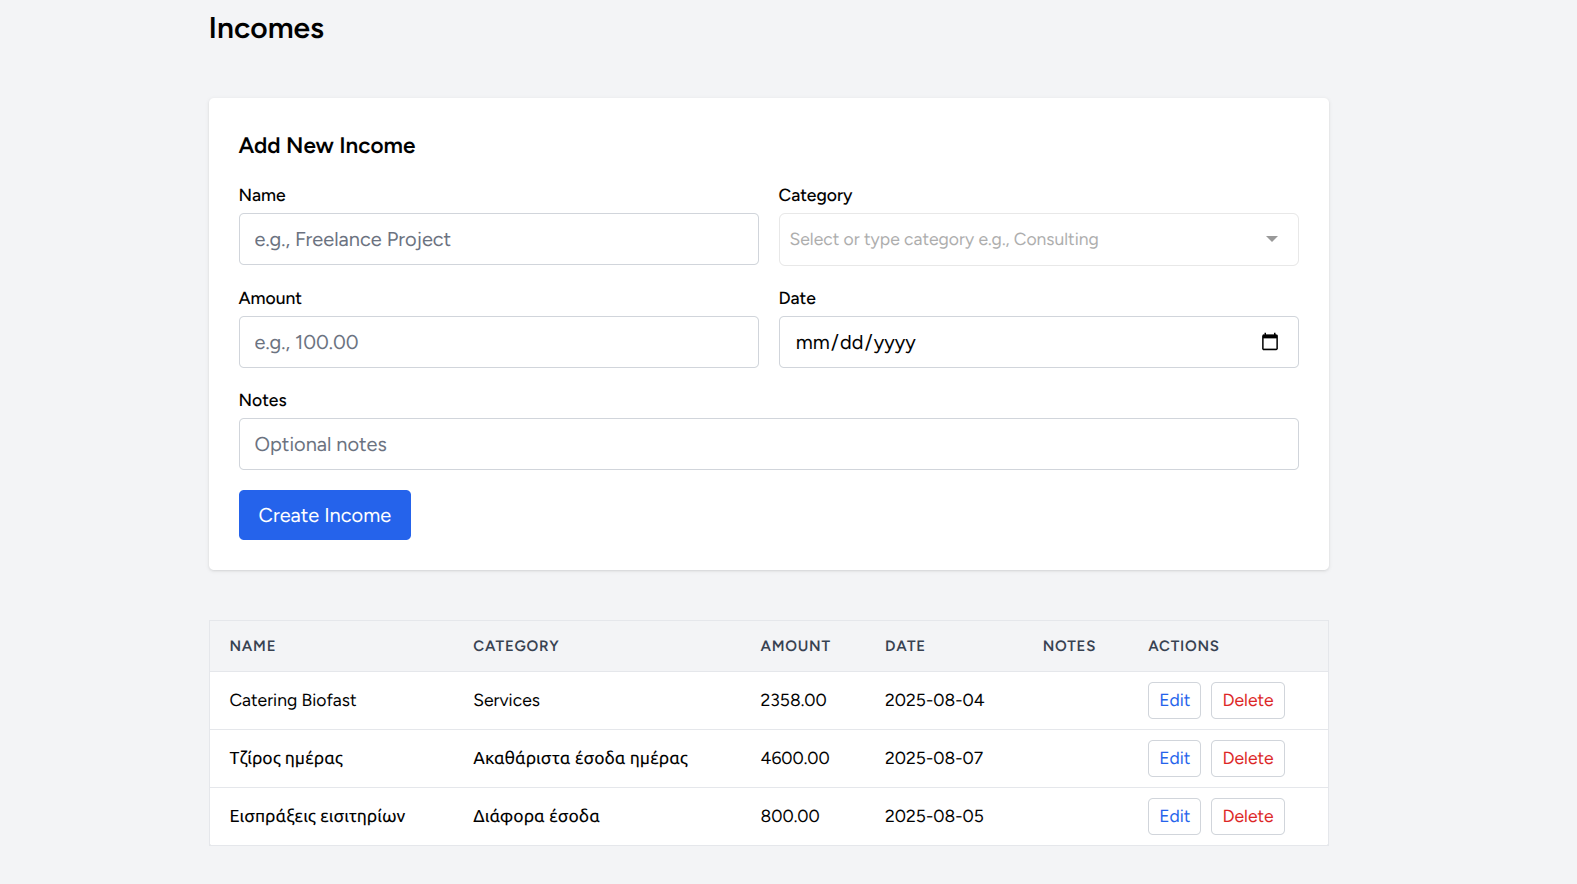 Incomes
Add New Income
Name
Category
e.g., Freelance Project
Select or type category e.g., Consulting
Amount
Date
e.g., 100.00
mm/dd/yyyy
Notes
Optional notes
Create Income
NAME CATEGORY AMOUNT DATE NOTES ACTIONS
Catering Biofast Services 2358.00 2025-08-04 Edit Delete
Τζίρος ημέρας Ακαθάριστα έσοδα ημέρας 4600.00 2025-08-07 Edit Delete
Εισπράξεις εισιτηρίων Διάφορα έσοδα 800.00 2025-08-05 Edit Delete